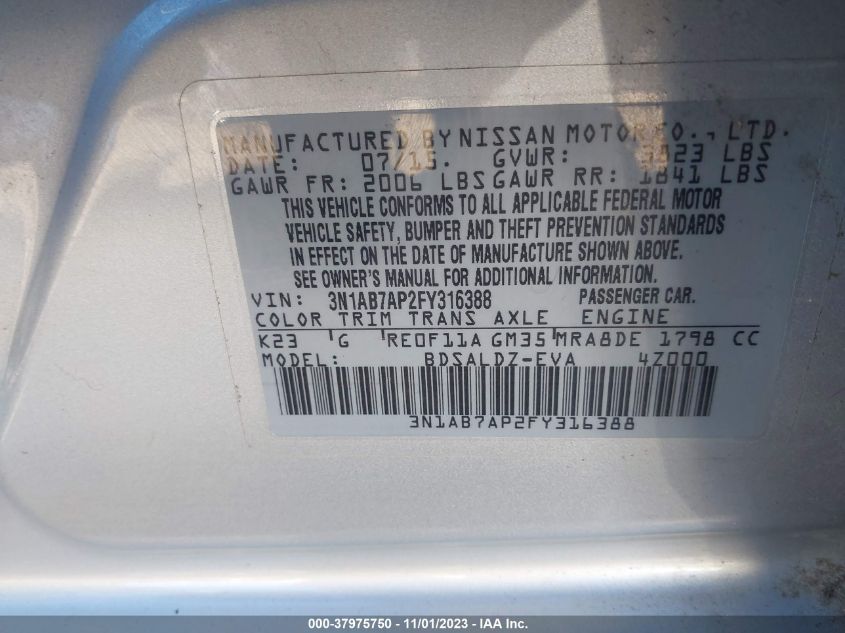 MANUFACTURED BY NISSAN MOTOR CO., LTD.
DATE: 07/15. GVWR: 3823 LBS
GAWR FR: 2006 LBS GAWR RR: 1841 LBS
THIS VEHICLE CONFORMS TO ALL APPLICABLE FEDERAL MOTOR
VEHICLE SAFETY, BUMPER AND THEFT PREVENTION STANDARDS
IN EFFECT ON THE DATE OF MANUFACTURE SHOWN ABOVE.
SEE OWNER'S MANUAL FOR ADDITIONAL INFORMATION.
VIN: 3N1AB7AP2FY316388 PASSENGER CAR.
COLOR TRIM TRANS AXLE ENGINE
K23 G RE0F11A GM35 MRA8DE 1798 CC
MODEL: BDSALDZ-EVA 4Z000
3N1AB7AP2FY316388
000-37975750 - 11/01/2023 - IAA, Inc.